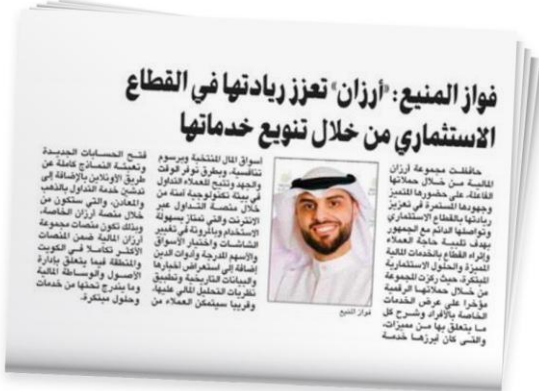 فواز المنيع: «أرزان» تعزز ريادتها في القطاع
الاستثماري من خلال تنويع خدماتها
حافظت مجموعة أرزان
المالية من خلال حملاتها
الفاعلة، على حضورها المتميز
وجهودها المستمرة في تعزيز
ريادتها بالقطاع الاستثماري
وتواصلها الدائم مع الجمهور
بهدف تلبية حاجة العملاء
وإثراء القطاع بالخدمات المالية
المميزة والحلول الاستثمارية
المبتكرة، حيث ركزت المجموعة
من خلال حملاتها الرقمية
مؤخرا على عرض الخدمات
الخاصة بالأفراد وشرح كل
ما يتعلق بها من مميزات،
والتي كان أبرزها خدمة
فواز المنيع
أسواق المال المنتخبة وبرسوم
تنافسية، وبطرق توفر الوقت
والجهد وتتيح للعملاء التداول
في بيئة تكنولوجية آمنة من
خلال منصة التداول عبر
الإنترنت والتي تمتاز بسهولة
الاستخدام وبالمرونة في تغيير
الشاشات واختيار الأسواق
والأسهم المدرجة وأدوات الدين
إضافة إلى استعراض أخبارها
والبيانات التاريخية وتطبيق
نظريات التحليل المالي عليها.
وقريبا سيتمكن العملاء من
فتح الحسابات الجديدة
وتعبئة النماذج كاملة عن
طريق الأونلاين بالإضافة إلى
تدشين خدمة التداول بالذهب
والمعادن، والتي ستكون من
خلال منصة أرزان الخاصة،
وبذلك تكون منصات مجموعة
أرزان المالية ضمن المنصات
الأكثر تكاملا في الكويت
والمنطقة فيما يتعلق بإدارة
الأصول والوساطة المالية
وما يندرج تحتها من خدمات
وحلول مبتكرة.